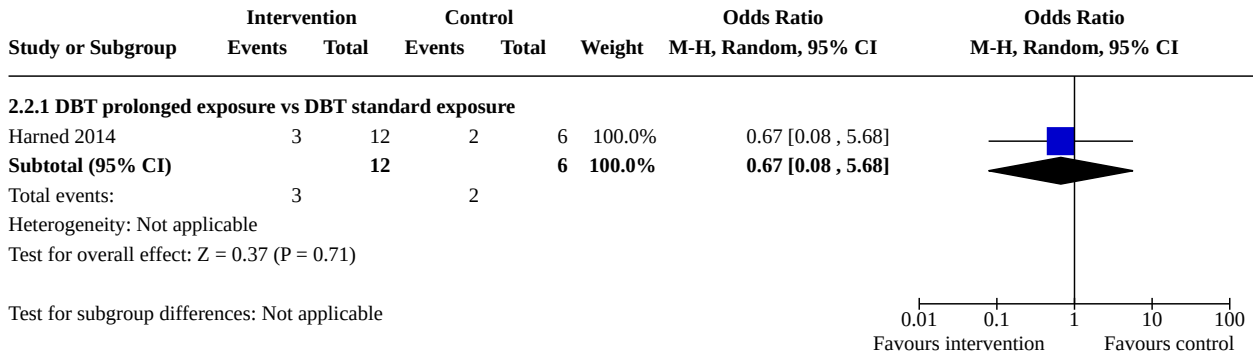 Intervention Control Odds Ratio Odds Ratio
Study or Subgroup Events Total Events Total Weight M-H, Random, 95% CI M-H, Random, 95% CI
2.2.1 DBT prolonged exposure vs DBT standard exposure
Harned 2014 3 12 2 6 100.0% 0.67 [0.08 , 5.68]
Subtotal (95% CI) 12 6 100.0% 0.67 [0.08 , 5.68]
Total events: 3 2
Heterogeneity: Not applicable
Test for overall effect: Z = 0.37 (P = 0.71)
Test for subgroup differences: Not applicable
0.01 0.1 1 10 100
Favours intervention Favours control